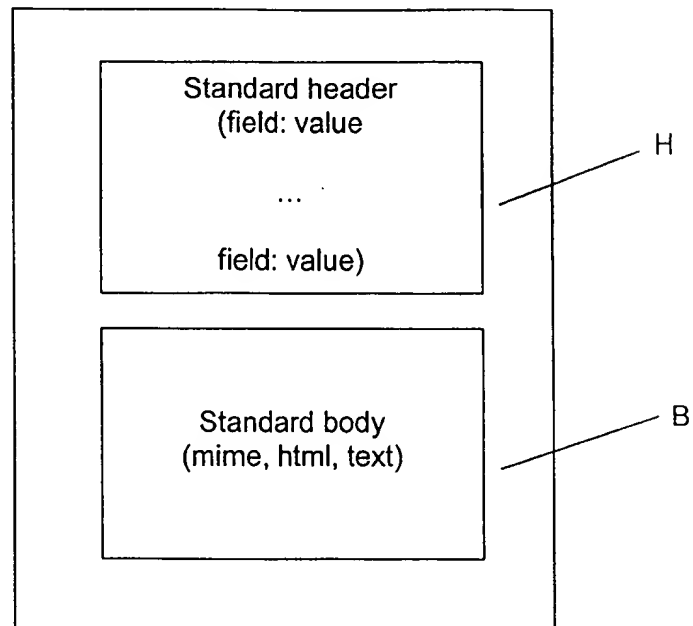 Standard header
(field: value
...
field: value)
H
Standard body
(mime, html, text)
B